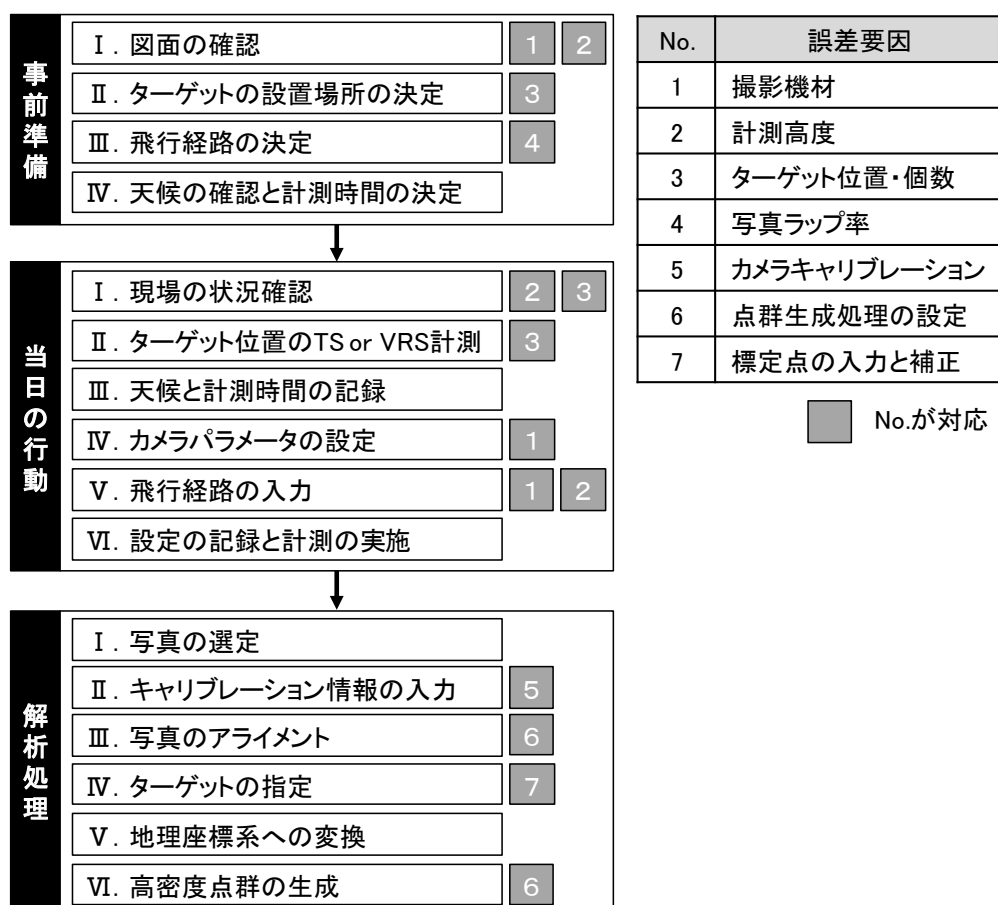 事前準備
Ⅰ. 図面の確認 1 2
Ⅱ. ターゲットの設置場所の決定 3
Ⅲ. 飛行経路の決定 4
Ⅳ. 天候の確認と計測時間の決定
当日の行動
Ⅰ. 現場の状況確認 2 3
Ⅱ. ターゲット位置のTS or VRS計測 3
Ⅲ. 天候と計測時間の記録
Ⅳ. カメラパラメータの設定 1
Ⅴ. 飛行経路の入力 1 2
Ⅵ. 設定の記録と計測の実施
解析処理
Ⅰ. 写真の選定
Ⅱ. キャリブレーション情報の入力 5
Ⅲ. 写真のアライメント 6
Ⅳ. ターゲットの指定 7
Ⅴ. 地理座標系への変換
Ⅵ. 高密度点群の生成 6
No. 誤差要因
1 撮影機材
2 計測高度
3 ターゲット位置・個数
4 写真ラップ率
5 カメラキャリブレーション
6 点群生成処理の設定
7 標定点の入力と補正
No.が対応